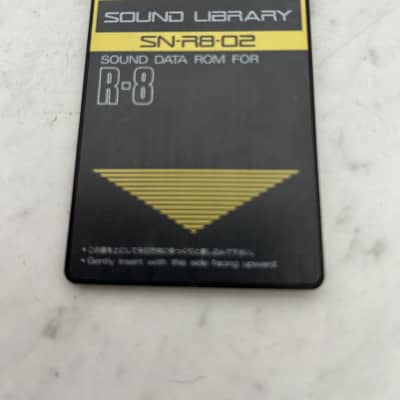 SOUND LIBRARY
SN-R8-02
SOUND DATA ROM FOR
R-8
• Gently insert with this side facing upward.